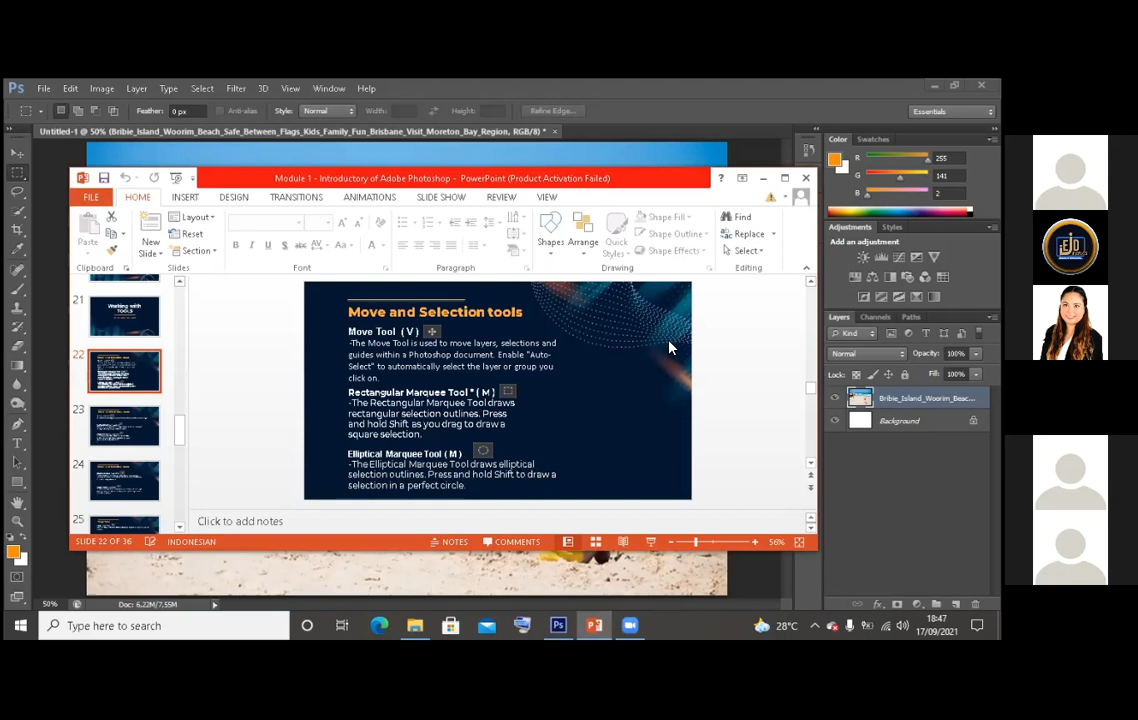 Ps File Edit Image Layer Type Select Filter 3D View Window Help
Feather: 0 px Anti-alias Style: Normal Width: Height: Refine Edge... Essentials
Untitled-1 @ 50% (Bribie_Island_Woorim_Beach_Safe_Between_Flags_Kids_Family_Fun_Brisbane_Visit_Moreton_Bay_Region, RGB/8) *
Module 1 - Introductory of Adobe Photoshop - PowerPoint (Product Activation Failed)
FILE HOME INSERT DESIGN TRANSITIONS ANIMATIONS SLIDE SHOW REVIEW VIEW
Paste
New
Slide
Layout
Reset
Section
Shapes
Arrange
Quick
Styles
Shape Fill
Shape Outline
Shape Effects
Find
Replace
Select
Clipboard Slides Font Paragraph Drawing Editing
21
Working with
TOOLS
22
23
24
25
Move and Selection tools
Move Tool ( V )
-The Move Tool is used to move layers, selections and
guides within a Photoshop document. Enable "Auto-
Select" to automatically select the layer or group you
click on.
Rectangular Marquee Tool * ( M )
-The Rectangular Marquee Tool draws
rectangular selection outlines. Press
and hold Shift as you drag to draw a
square selection.
Elliptical Marquee Tool ( M )
-The Elliptical Marquee Tool draws elliptical
selection outlines. Press and hold Shift to draw a
selection in a perfect circle.
Click to add notes
SLIDE 22 OF 36 INDONESIAN NOTES COMMENTS 56%
Color Swatches
R 255
G 141
B 2
Adjustments Styles
Add an adjustment
Layers Channels Paths
Kind
Normal Opacity: 100%
Lock: Fill: 100%
Bribie_Island_Woorim_Beac...
Background
50% Doc: 6.22M/7.55M
Type here to search
28°C
18:47
17/09/2021